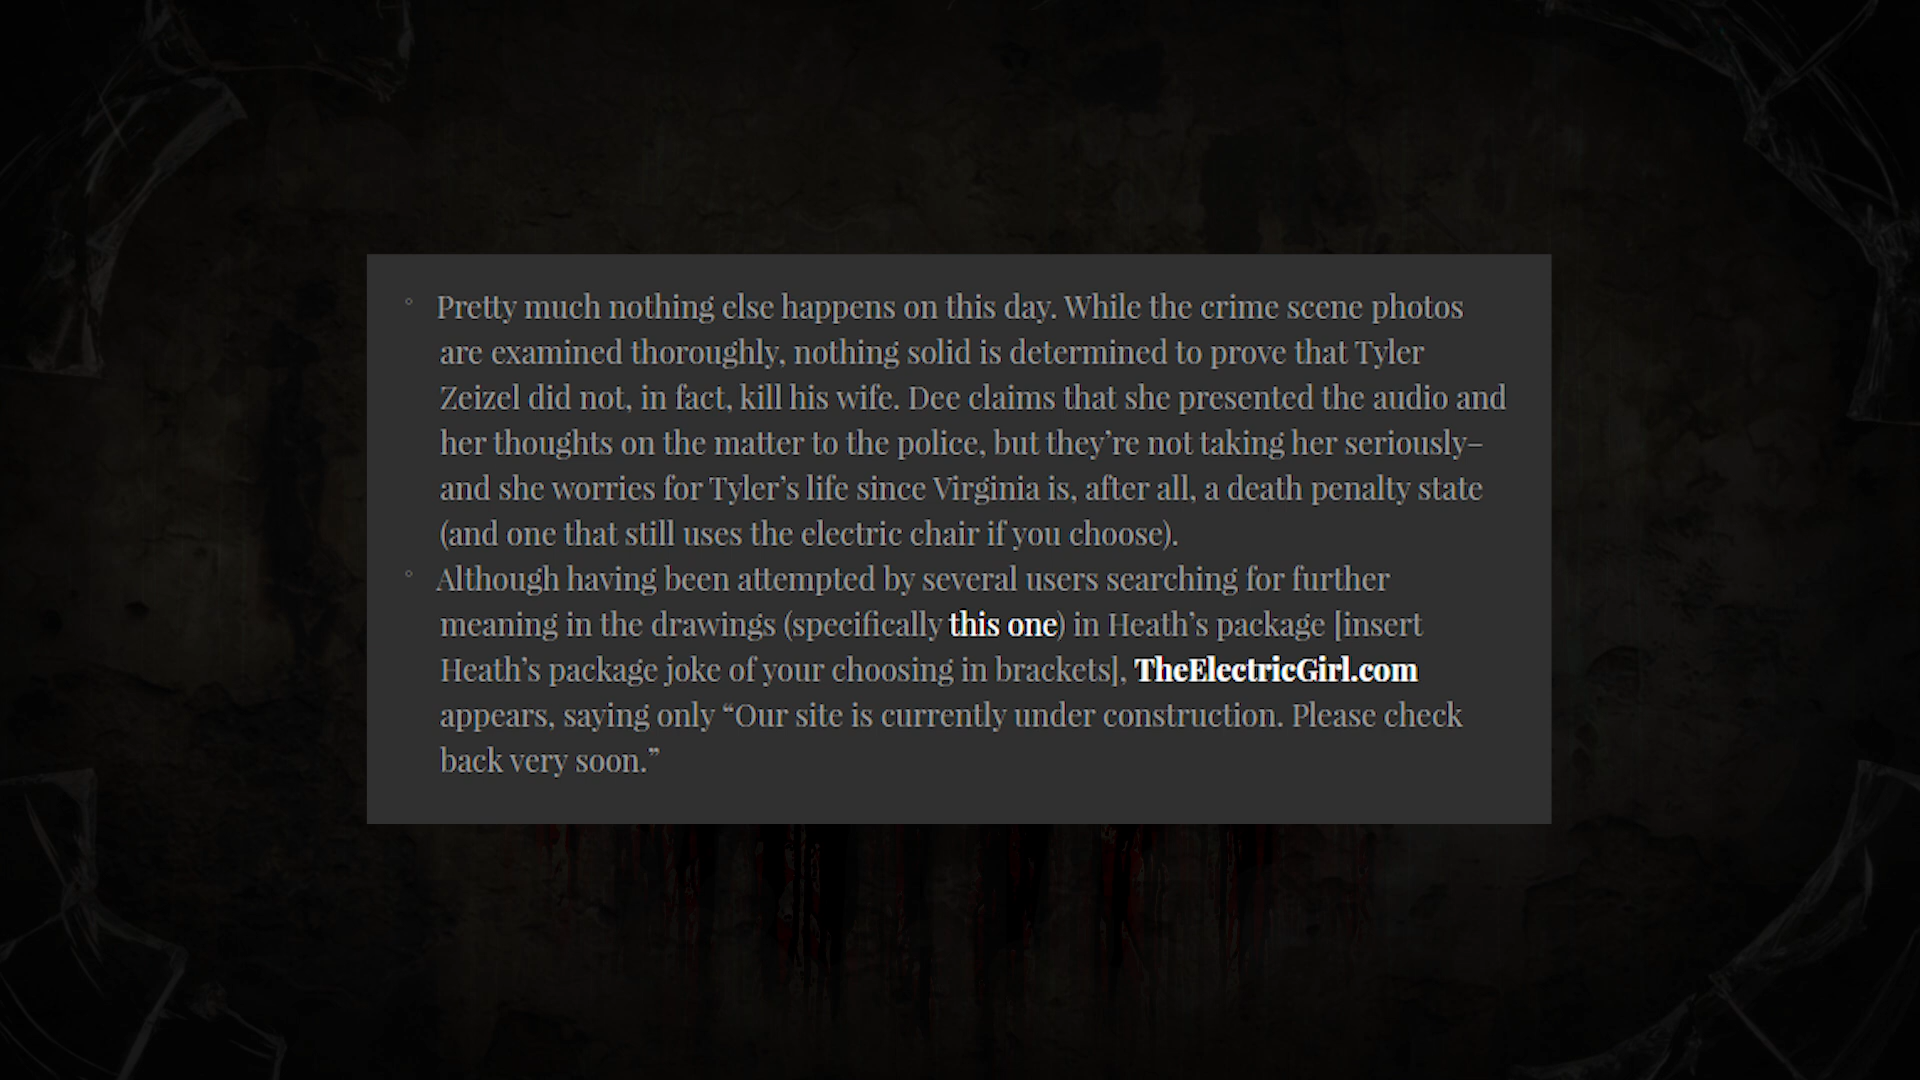 ° Pretty much nothing else happens on this day. While the crime scene photos
are examined thoroughly, nothing solid is determined to prove that Tyler
Zeizel did not, in fact, kill his wife. Dee claims that she presented the audio and
her thoughts on the matter to the police, but they’re not taking her seriously–
and she worries for Tyler’s life since Virginia is, after all, a death penalty state
(and one that still uses the electric chair if you choose).
° Although having been attempted by several users searching for further
meaning in the drawings (specifically this one) in Heath’s package [insert
Heath’s package joke of your choosing in brackets], TheElectricGirl.com
appears, saying only “Our site is currently under construction. Please check
back very soon.”